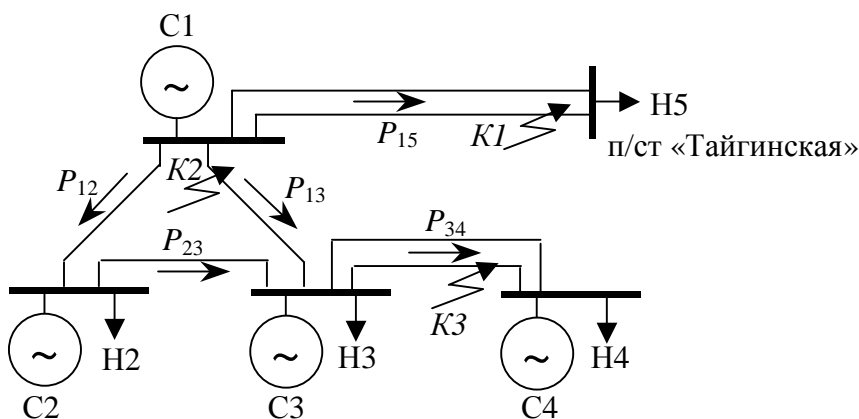 С1
~
Н5
P15
К1
п/ст «Тайгинская»
К2
P12
P13
P34
P23
К3
~
Н2
~
Н3
~
Н4
С2
С3
С4